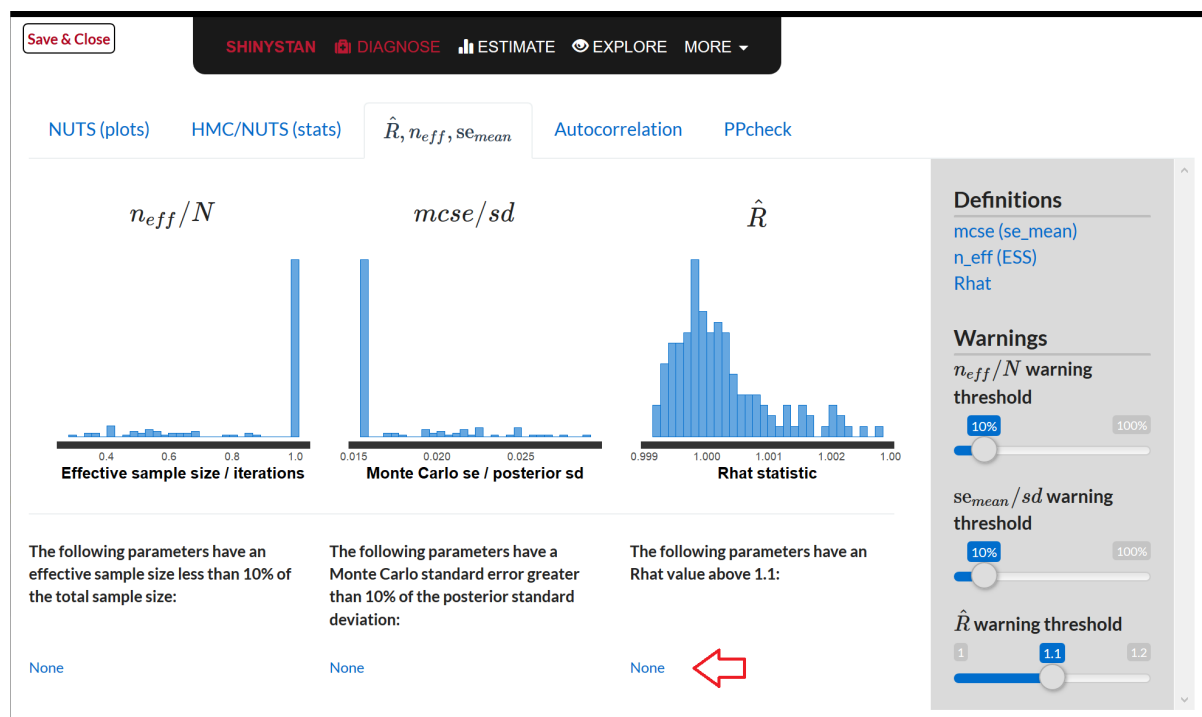 Save & Close
SHINYSTAN DIAGNOSE ESTIMATE EXPLORE MORE
NUTS (plots) HMC/NUTS (stats) R̂, n_eff, se_mean Autocorrelation PPcheck
n_eff/N mcse/sd R̂
0.4 0.6 0.8 1.0 0.015 0.020 0.025 0.999 1.000 1.001 1.002 1.00
Effective sample size / iterations Monte Carlo se / posterior sd Rhat statistic
The following parameters have an
effective sample size less than 10% of
the total sample size:
None
The following parameters have a
Monte Carlo standard error greater
than 10% of the posterior standard
deviation:
None
The following parameters have an
Rhat value above 1.1:
None
Definitions
mcse (se_mean)
n_eff (ESS)
Rhat
Warnings
n_eff/N warning
threshold
10% 100%
se_mean/sd warning
threshold
10% 100%
R̂ warning threshold
1 1.1 1.2